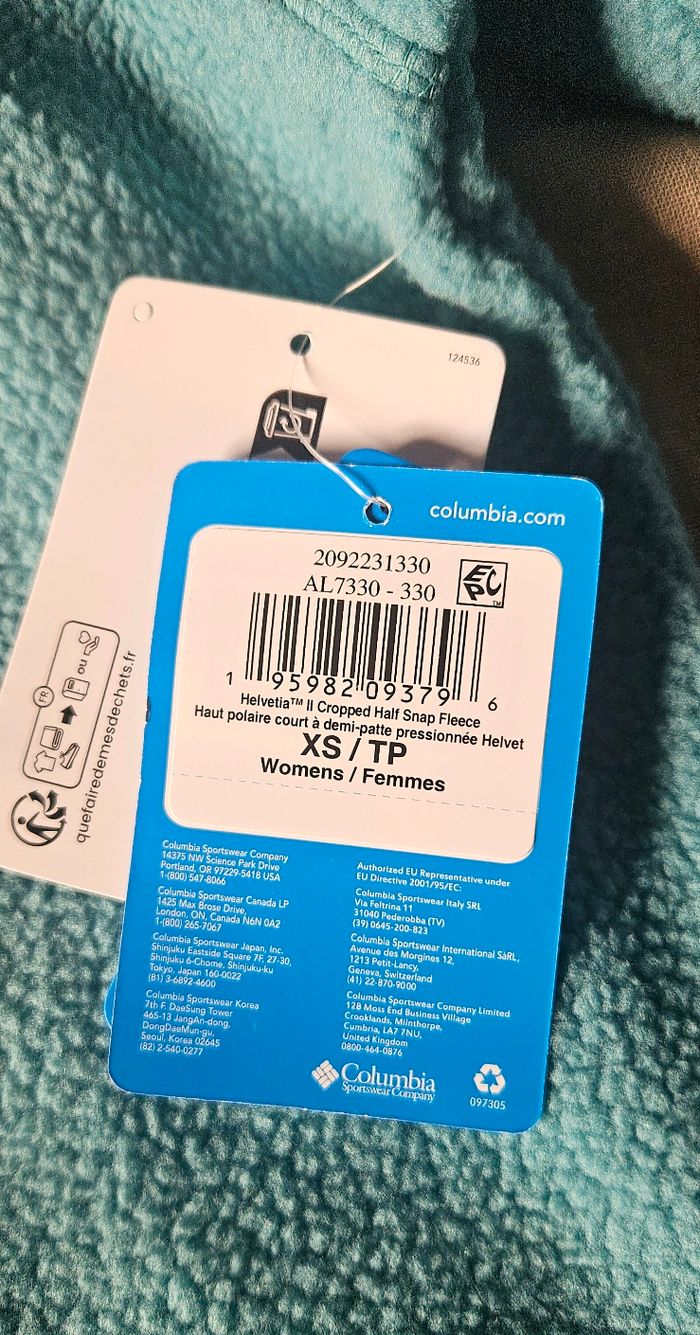 124536
columbia.com
2092231330
AL7330 - 330
EPC™
1 95982 09379 6
Helvetia™ II Cropped Half Snap Fleece
Haut polaire court à demi-patte pressionnée Helvet
XS / TP
Womens / Femmes
Columbia Sportswear Company
14375 NW Science Park Drive
Portland, OR 97229-5418 USA
1-(800) 547-8066
Columbia Sportswear Canada LP
1425 Max Brose Drive,
London, ON, Canada N6N 0A2
1-(800) 265-7067
Columbia Sportswear Japan, Inc.
Shinjuku Eastside Square 7F, 27-30,
Shinjuku 6-Chome, Shinjuku-ku
Tokyo, Japan 160-0022
(81) 3-6892-4600
Columbia Sportswear Korea
7th F. DaeSung Tower
465-13 JangAn-dong,
DongDaeMun-gu,
Seoul, Korea 02645
(82) 2-540-0277
Authorized EU Representative under
EU Directive 2001/95/EC:
Columbia Sportswear Italy SRL
Via Feltrina 11
31040 Pederobba (TV)
(39) 0645-200-823
Columbia Sportswear International SàRL,
Avenue des Morgines 12,
1213 Petit-Lancy,
Geneva, Switzerland
(41) 22-870-9000
Columbia Sportswear Company Limited
12B Moss End Business Village
Crooklands, Milnthorpe,
Cumbria, LA7 7NU,
United Kingdom
0800-464-0876
Columbia
Sportswear Company
097305
FR
ou
quefairedemesdechets.fr